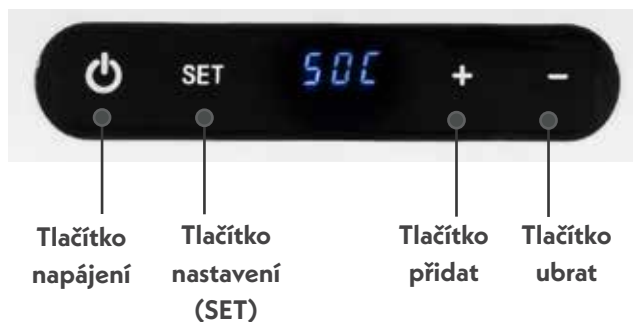 SET 50C + −
Tlačítko napájení
Tlačítko nastavení (SET)
Tlačítko přidat
Tlačítko ubrat